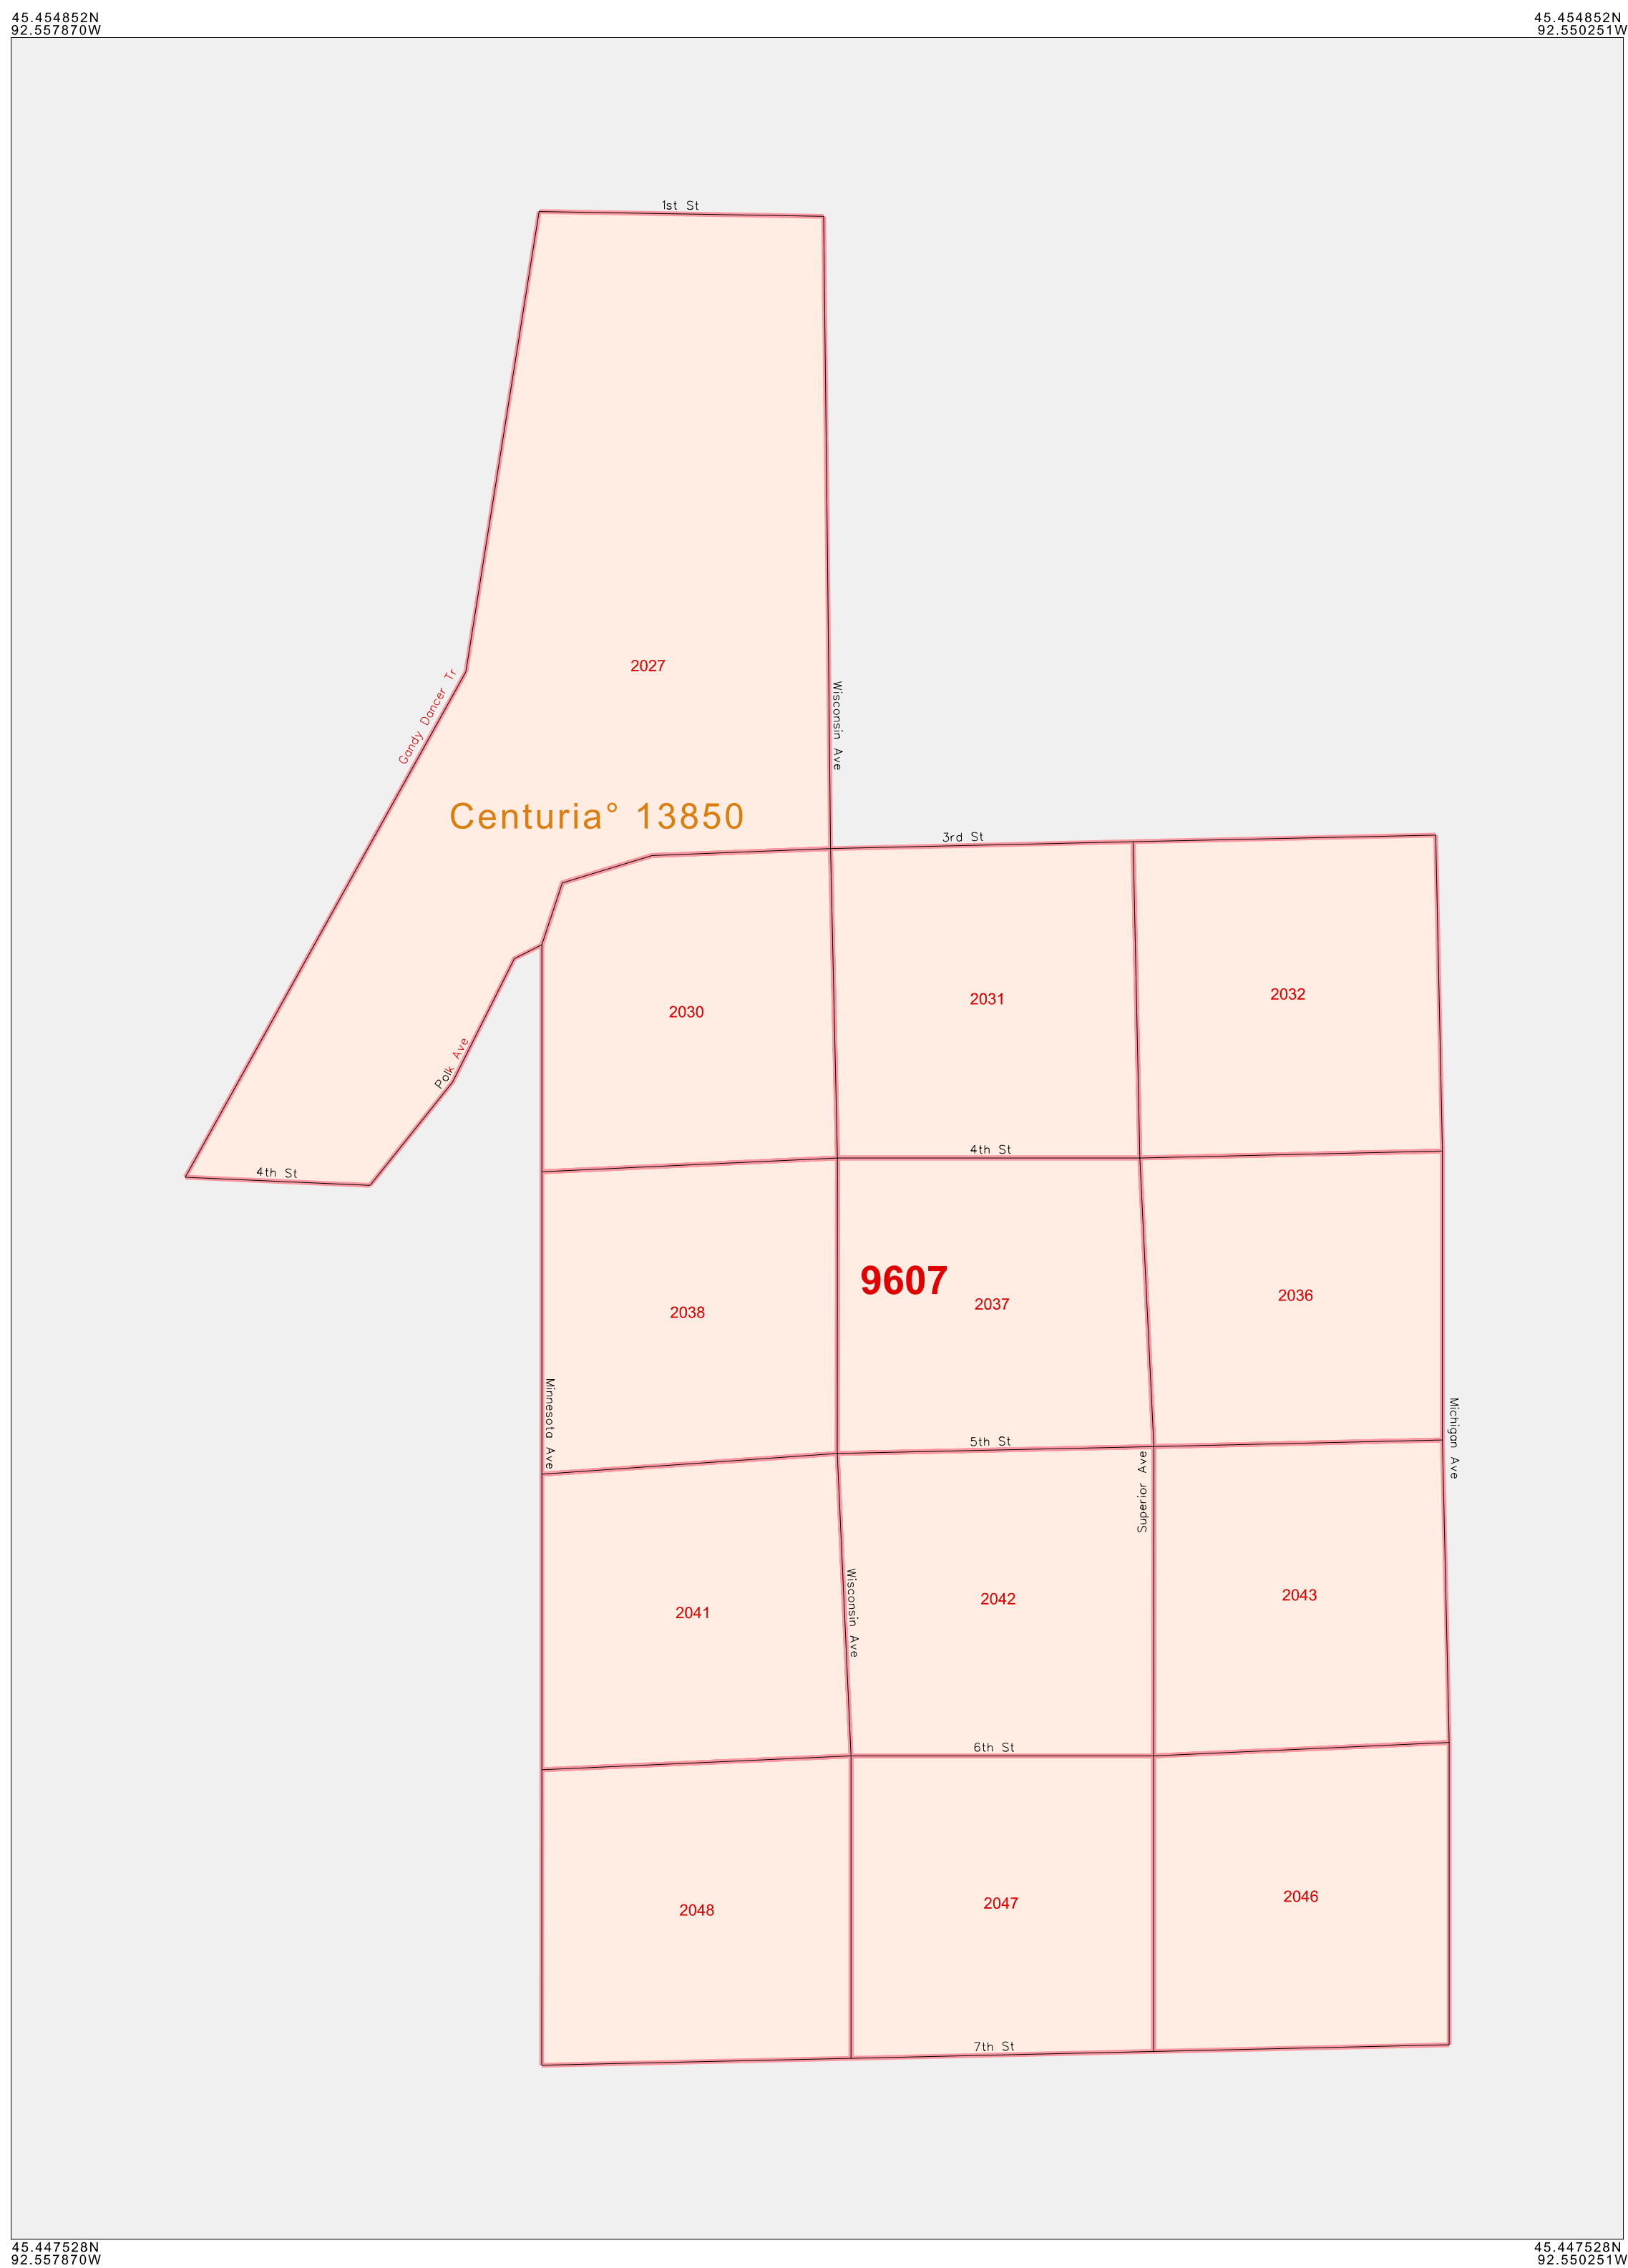 45.454852N
92.557870W
45.454852N
92.550251W
1st St
2027
Gandy Dancer Tr
Wisconsin Ave
Centuria° 13850
3rd St
2030
2031
2032
Polk Ave
4th St
4th St
9607
2038
2037
2036
Minnesota Ave
5th St
Superior Ave
Michigan Ave
2041
Wisconsin Ave
2042
2043
6th St
2048
2047
2046
7th St
45.447528N
92.557870W
45.447528N
92.550251W